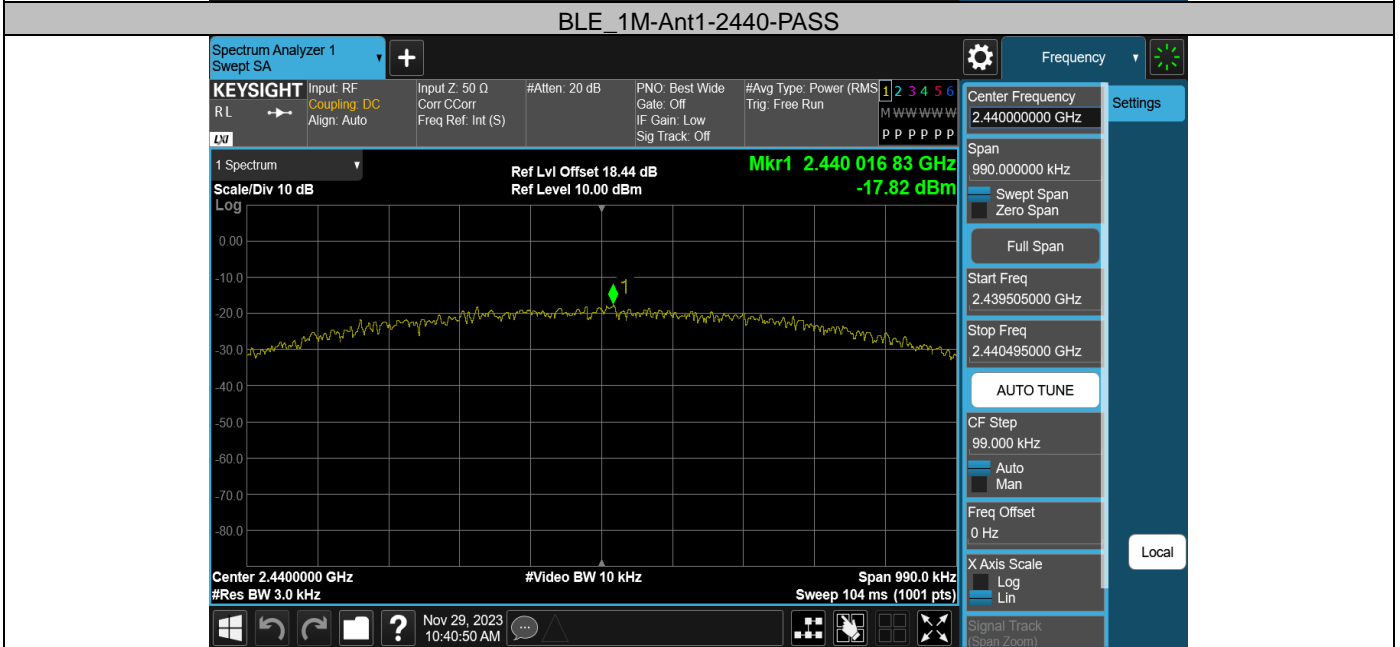 BLE_1M-Ant1-2440-PASS
Spectrum Analyzer 1
Swept SA
Frequency
KEYSIGHT
RL
LXI
Input: RF
Coupling: DC
Align: Auto
Input Z: 50 Ω
Corr CCorr
Freq Ref: Int (S)
#Atten: 20 dB
PNO: Best Wide
Gate: Off
IF Gain: Low
Sig Track: Off
#Avg Type: Power (RMS
Trig: Free Run
1 2 3 4 5 6
M W W W W W
P P P P P P
1 Spectrum
Scale/Div 10 dB
Log
Ref Lvl Offset 18.44 dB
Ref Level 10.00 dBm
Mkr1 2.440 016 83 GHz
-17.82 dBm
1
0.00
-10.0
-20.0
-30.0
-40.0
-50.0
-60.0
-70.0
-80.0
Center 2.4400000 GHz
#Res BW 3.0 kHz
#Video BW 10 kHz
Span 990.0 kHz
Sweep 104 ms (1001 pts)
Center Frequency
2.440000000 GHz
Settings
Span
990.000000 kHz
Swept Span
Zero Span
Full Span
Start Freq
2.439505000 GHz
Stop Freq
2.440495000 GHz
AUTO TUNE
CF Step
99.000 kHz
Auto
Man
Freq Offset
0 Hz
X Axis Scale
Log
Lin
Signal Track
(Span Zoom)
Local
?
Nov 29, 2023
10:40:50 AM